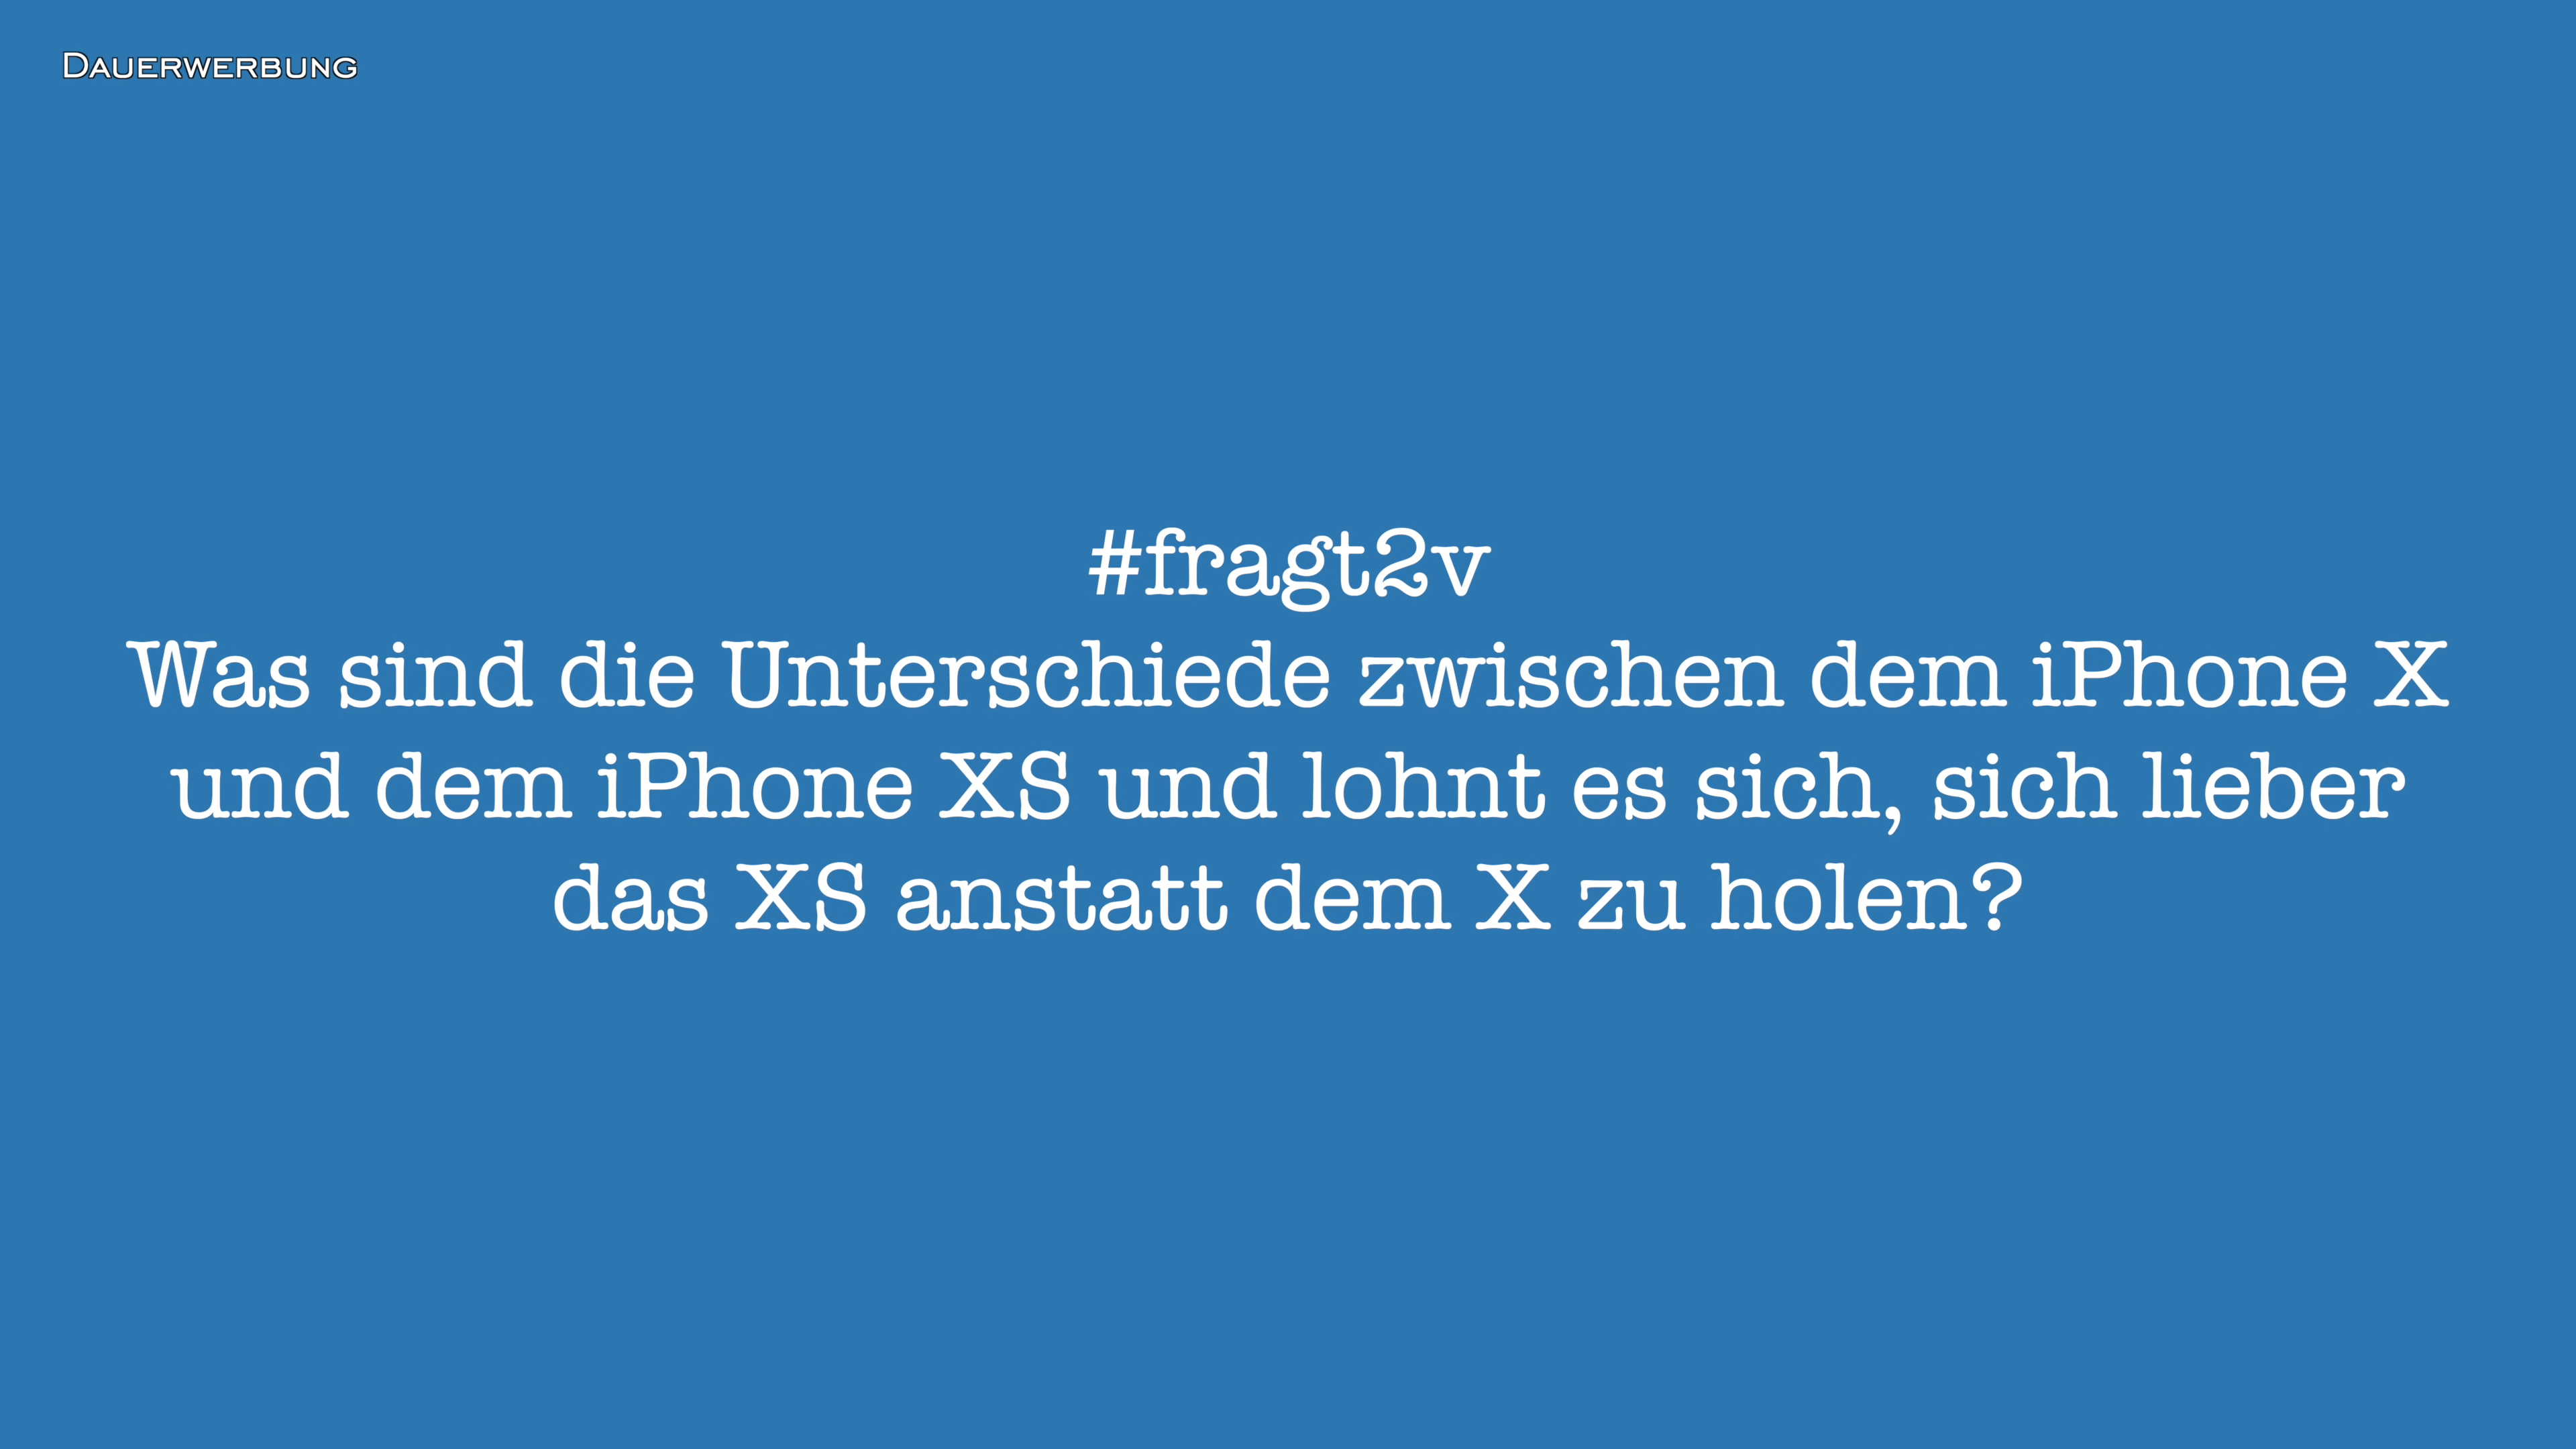 DAUERWERBUNG
#fragt2v
Was sind die Unterschiede zwischen dem iPhone X
und dem iPhone XS und lohnt es sich, sich lieber
das XS anstatt dem X zu holen?